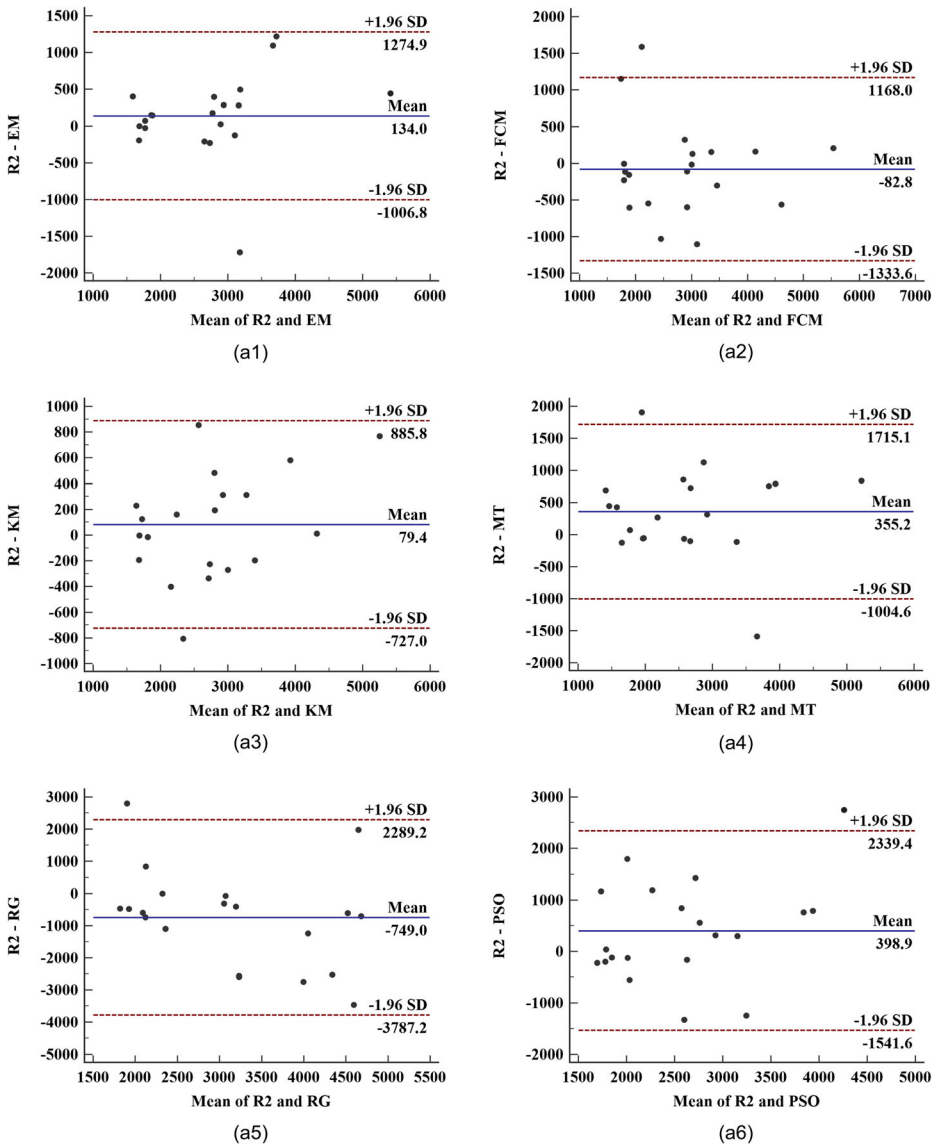 1500
1000
500
0
-500
-1000
-1500
-2000
R2 - EM
+1.96 SD
1274.9
Mean
134.0
-1.96 SD
-1006.8
1000 2000 3000 4000 5000 6000
Mean of R2 and EM
(a1)
2000
1500
1000
500
0
-500
-1000
-1500
R2 - FCM
+1.96 SD
1168.0
Mean
-82.8
-1.96 SD
-1333.6
1000 2000 3000 4000 5000 6000 7000
Mean of R2 and FCM
(a2)
1000
800
600
400
200
0
-200
-400
-600
-800
-1000
R2 - KM
+1.96 SD
885.8
Mean
79.4
-1.96 SD
-727.0
1000 2000 3000 4000 5000 6000
Mean of R2 and KM
(a3)
2000
1500
1000
500
0
-500
-1000
-1500
-2000
R2 - MT
+1.96 SD
1715.1
Mean
355.2
-1.96 SD
-1004.6
1000 2000 3000 4000 5000 6000
Mean of R2 and MT
(a4)
3000
2000
1000
0
-1000
-2000
-3000
-4000
-5000
R2 - RG
+1.96 SD
2289.2
Mean
-749.0
-1.96 SD
-3787.2
1500 2000 2500 3000 3500 4000 4500 5000 5500
Mean of R2 and RG
(a5)
3000
2000
1000
0
-1000
-2000
R2 - PSO
+1.96 SD
2339.4
Mean
398.9
-1.96 SD
-1541.6
1500 2000 2500 3000 3500 4000 4500 5000
Mean of R2 and PSO
(a6)